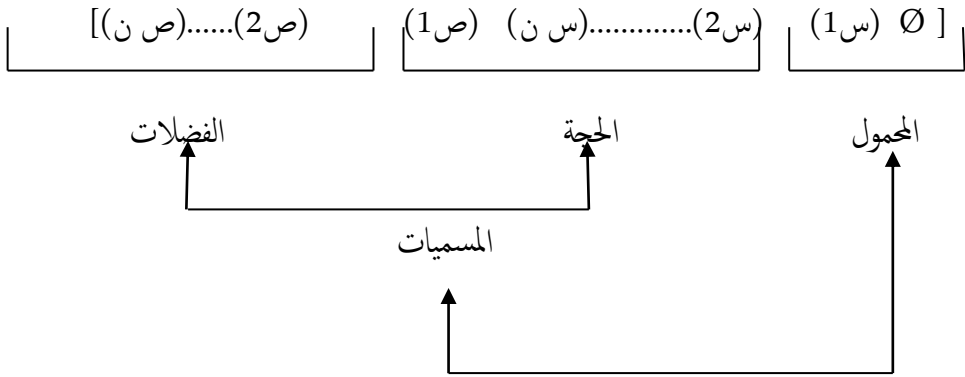 [ Ø (س1) (س2).............(س ن) (ص1) (ص2)......(ص ن)]
المحمول الحجة الفضلات
المسميات